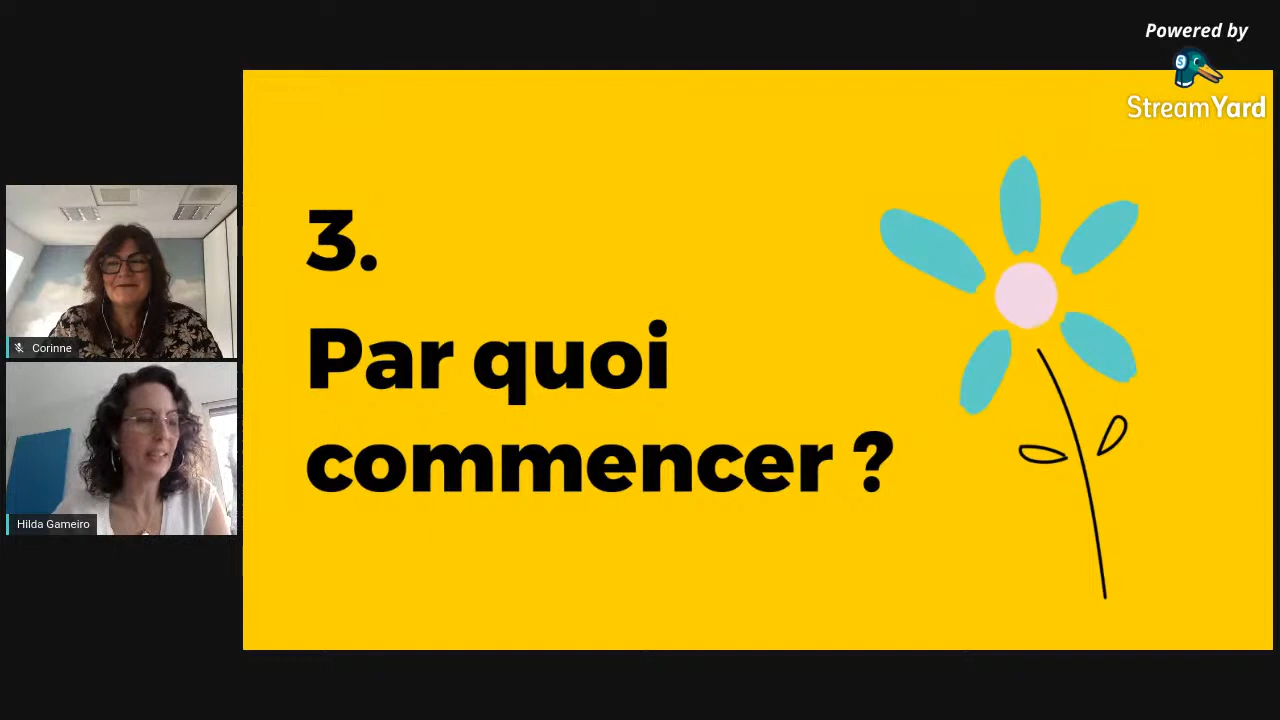 Powered by
StreamYard
3.
Par quoi
commencer ?
Corinne
Hilda Gameiro